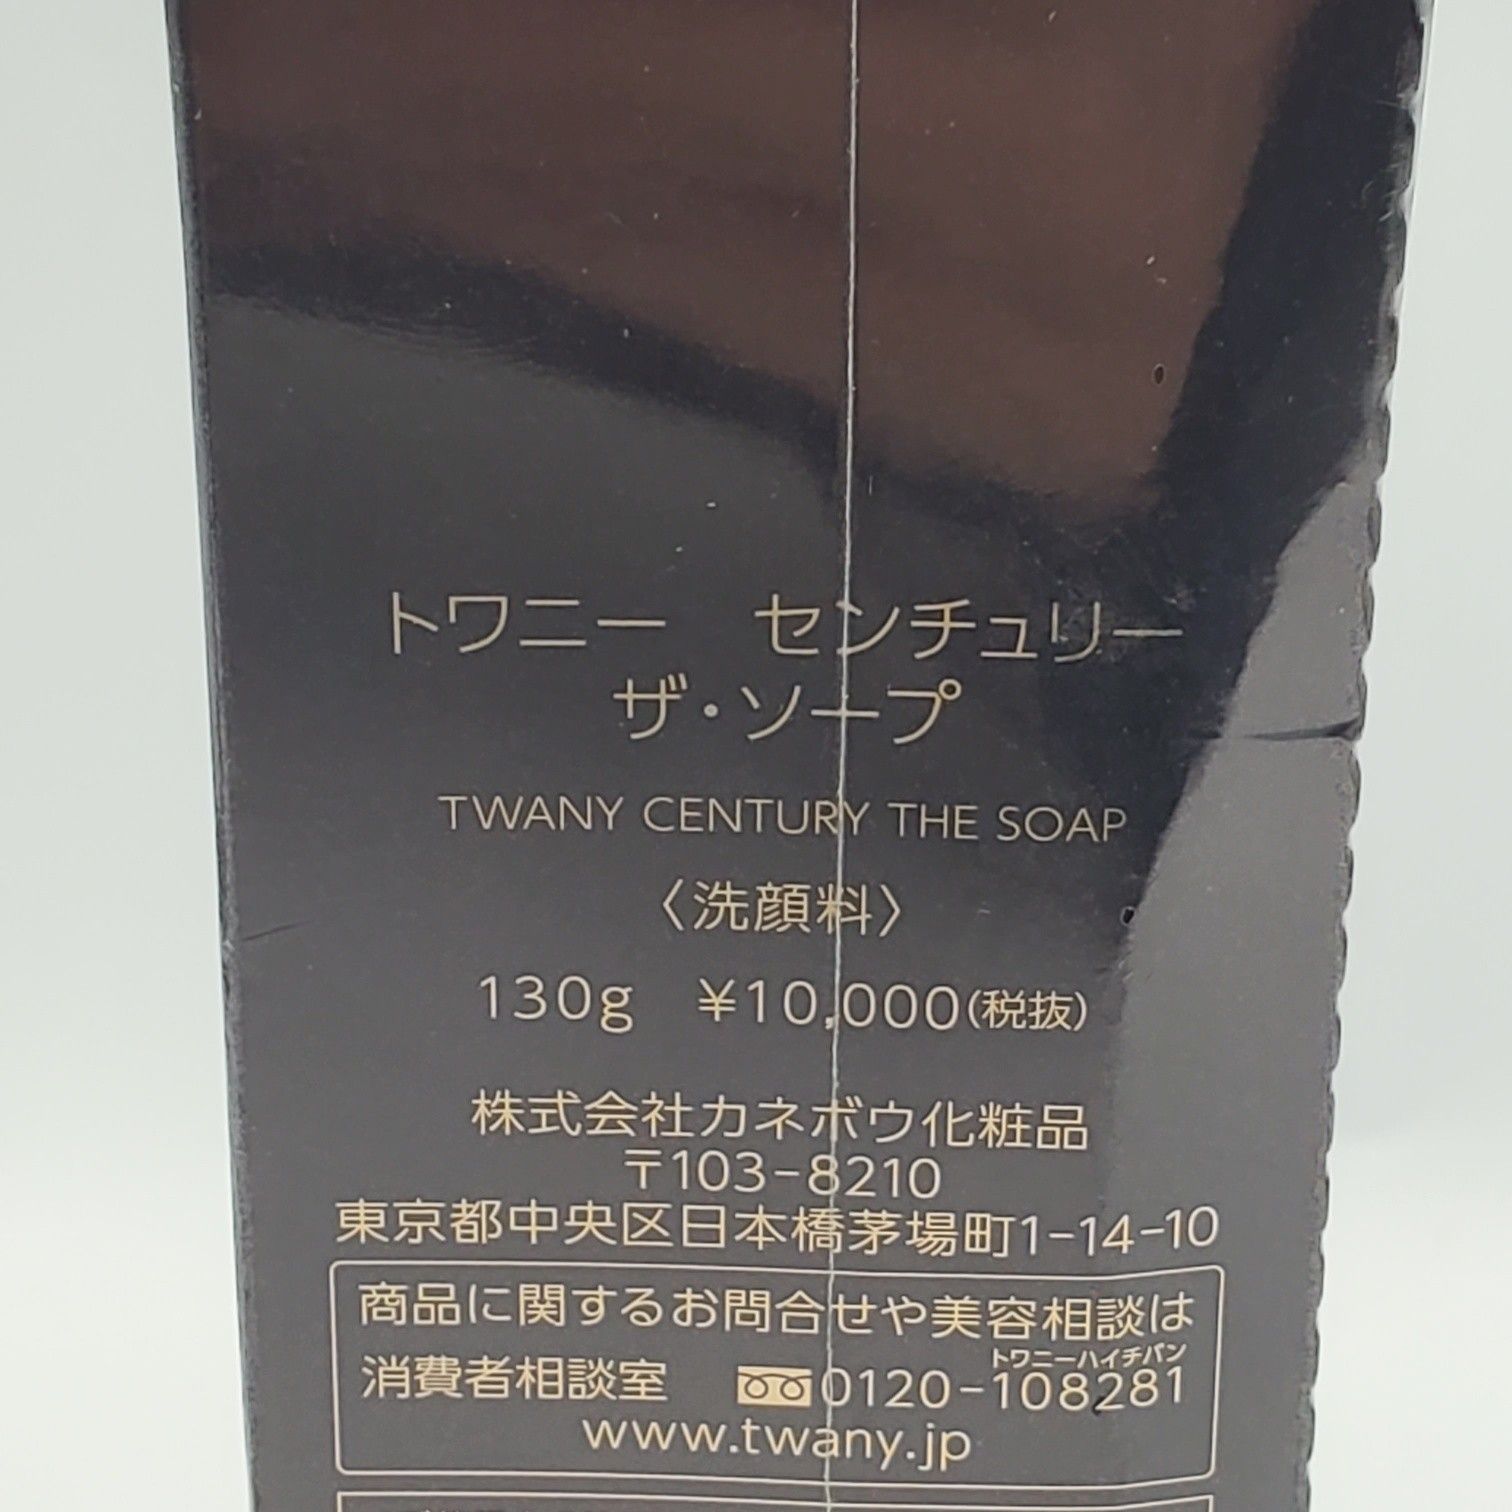 トワニー　センチュリー
ザ・ソープ
TWANY CENTURY THE SOAP
〈洗顔料〉
130g　¥10,000(税抜)
株式会社カネボウ化粧品
〒103-8210
東京都中央区日本橋茅場町1-14-10
商品に関するお問合せや美容相談は
トワニーハイチバン
消費者相談室　0120-108281
www.twany.jp